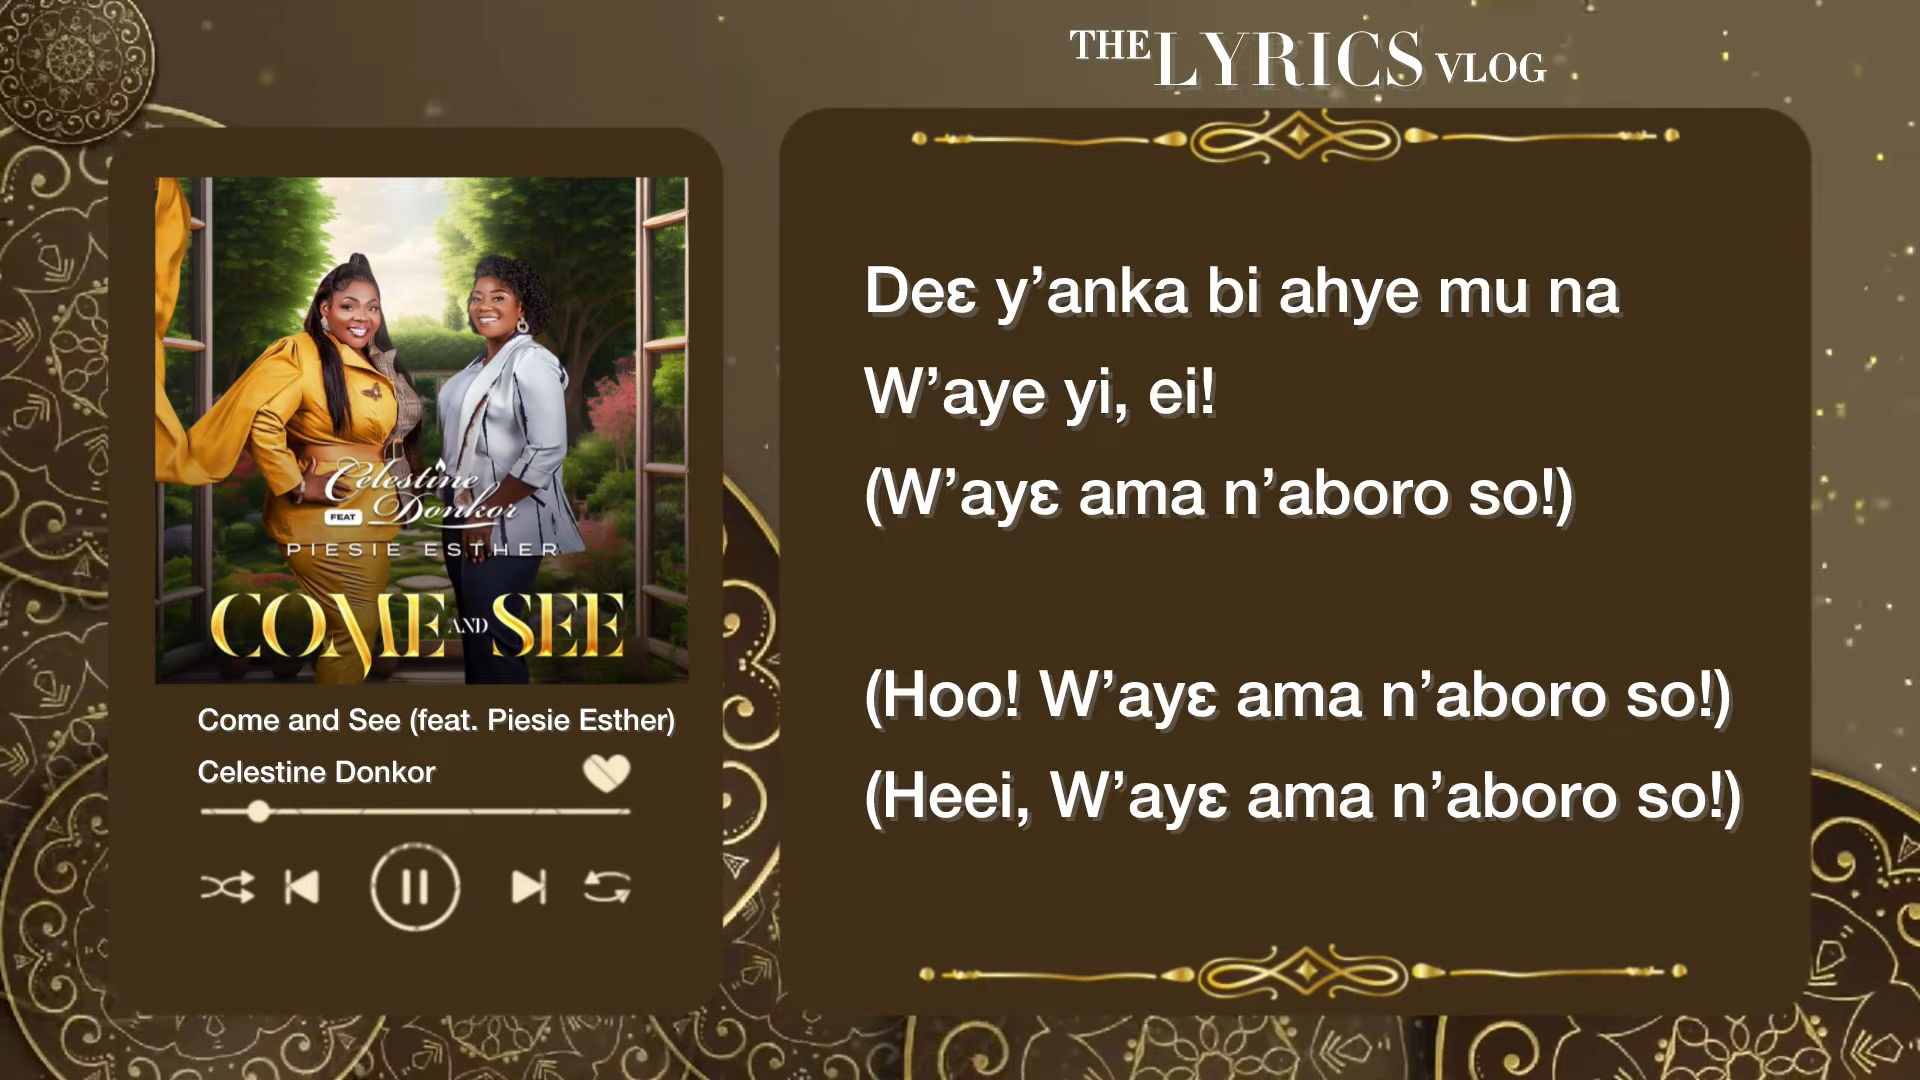 THE LYRICS VLOG
Celestine
FEAT Donkor
PIESIE ESTHER
COME AND SEE
Come and See (feat. Piesie Esther)
Celestine Donkor
Deɛ y’anka bi ahye mu na
W’aye yi, ei!
(W’ayɛ ama n’aboro so!)
(Hoo! W’ayɛ ama n’aboro so!)
(Heei, W’ayɛ ama n’aboro so!)